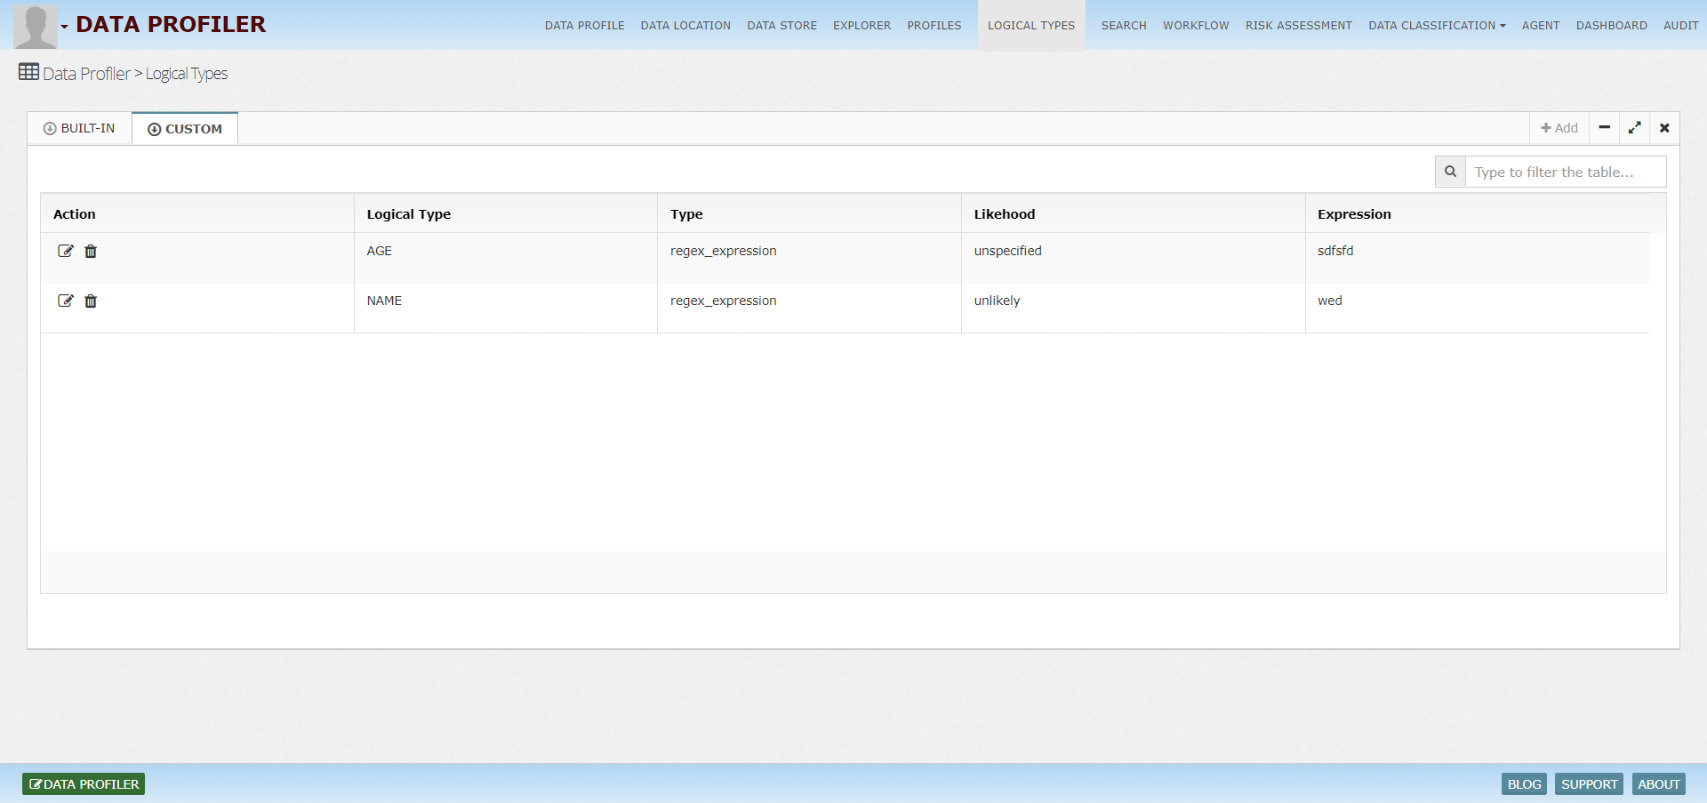 DATA PROFILER DATA PROFILE DATA LOCATION DATA STORE EXPLORER PROFILES LOGICAL TYPES SEARCH WORKFLOW RISK ASSESSMENT DATA CLASSIFICATION AGENT DASHBOARD AUDIT
Data Profiler > Logical Types
BUILT-IN CUSTOM Add
Type to filter the table...
Action Logical Type Type Likehood Expression
AGE regex_expression unspecified sdfsfd
NAME regex_expression unlikely wed
DATA PROFILER BLOG SUPPORT ABOUT